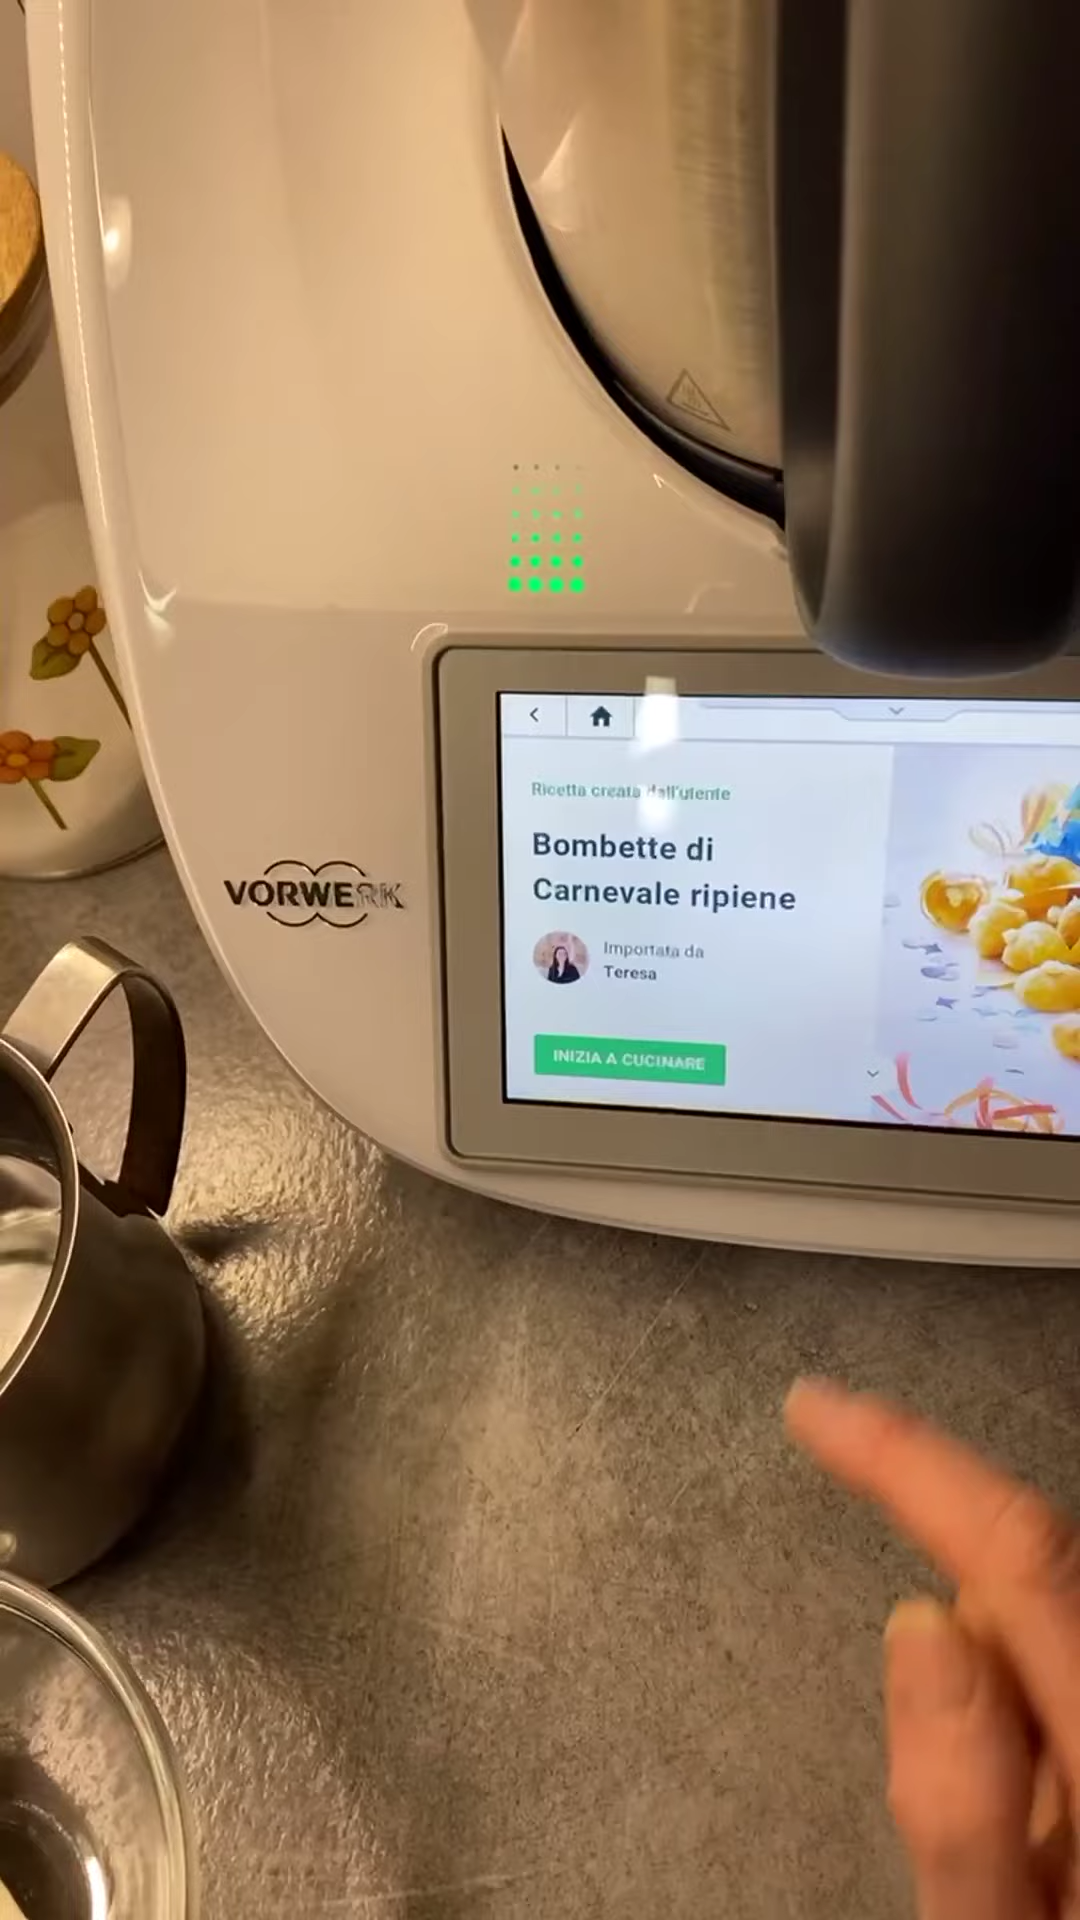 Ricetta creata dall'utente
Bombette di
Carnevale ripiene
Importata da
Teresa
INIZIA A CUCINARE
VORWERK